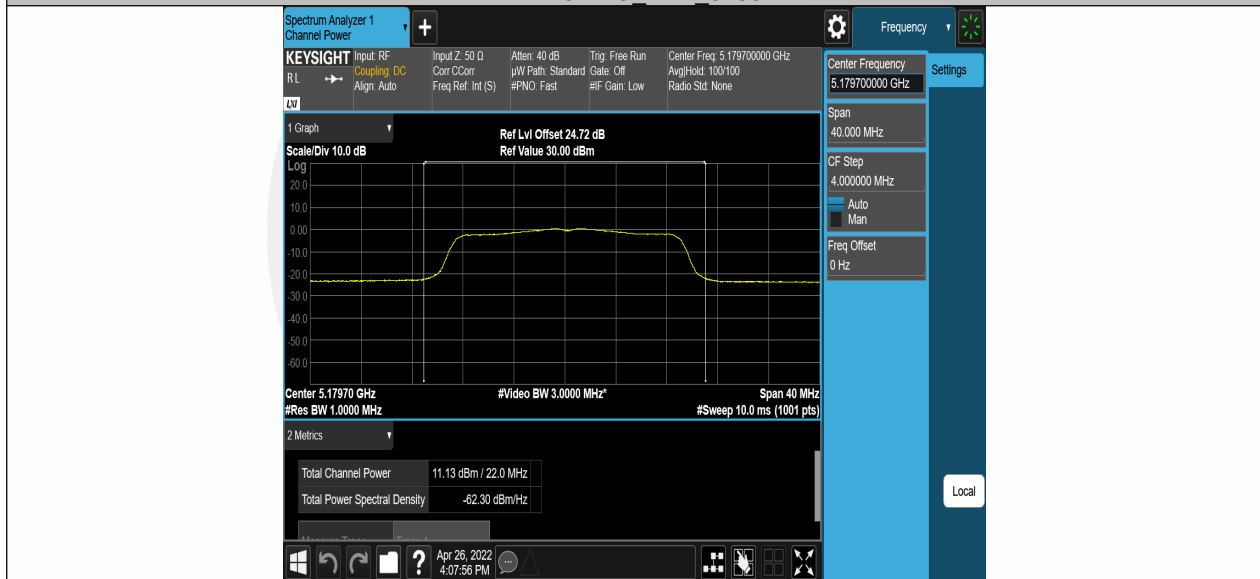 Spectrum Analyzer 1
Channel Power
+
Frequency
KEYSIGHT
RL
LXI
Input: RF
Coupling: DC
Align: Auto
Input Z: 50 Ω
Corr CCorr
Freq Ref: Int (S)
Atten: 40 dB
µW Path: Standard
#PNO: Fast
Trig: Free Run
Gate: Off
#IF Gain: Low
Center Freq: 5.179700000 GHz
Avg|Hold: 100/100
Radio Std: None
Center Frequency
5.179700000 GHz
Settings
Span
40.000 MHz
CF Step
4.000000 MHz
Auto
Man
Freq Offset
0 Hz
Local
1 Graph
Scale/Div 10.0 dB
Ref Lvl Offset 24.72 dB
Ref Value 30.00 dBm
Log
20.0
10.0
0.00
-10.0
-20.0
-30.0
-40.0
-50.0
-60.0
Center 5.17970 GHz
#Video BW 3.0000 MHz*
Span 40 MHz
#Res BW 1.0000 MHz
#Sweep 10.0 ms (1001 pts)
2 Metrics
Total Channel Power 11.13 dBm / 22.0 MHz
Total Power Spectral Density -62.30 dBm/Hz
?
Apr 26, 2022
4:07:56 PM